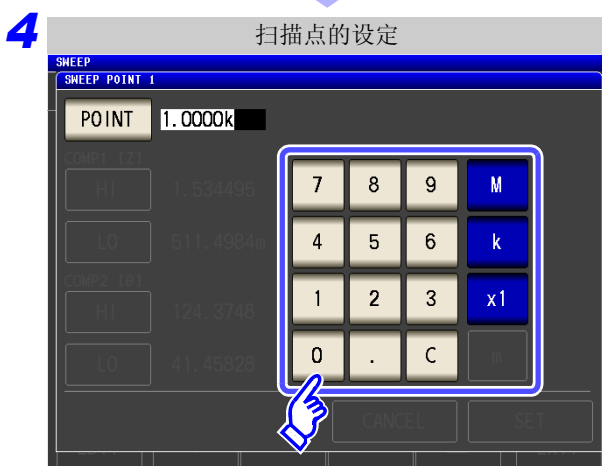 4 扫描点的设定
SWEEP
SWEEP POINT 1
POINT 1.0000k
COMP1 [Z]
HI 1.534495 7 8 9 M
LO 511.4984m 4 5 6 k
COMP2 [θ]
HI 124.3748 1 2 3 x1
LO 41.45828 0 . C m
CANCEL SET